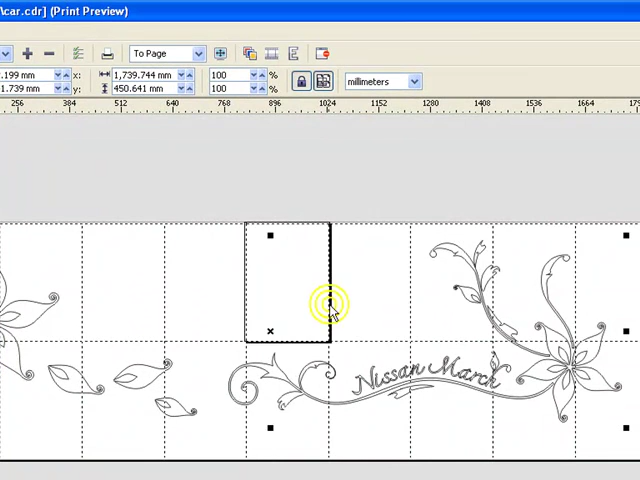 \car.cdr] (Print Preview)
To Page
.199 mm x: 1,739.744 mm 100 %
1.739 mm y: 450.641 mm 100 % millimeters
256 384 512 640 768 896 1024 1152 1280 1408 1536 1664 179
Nissan March